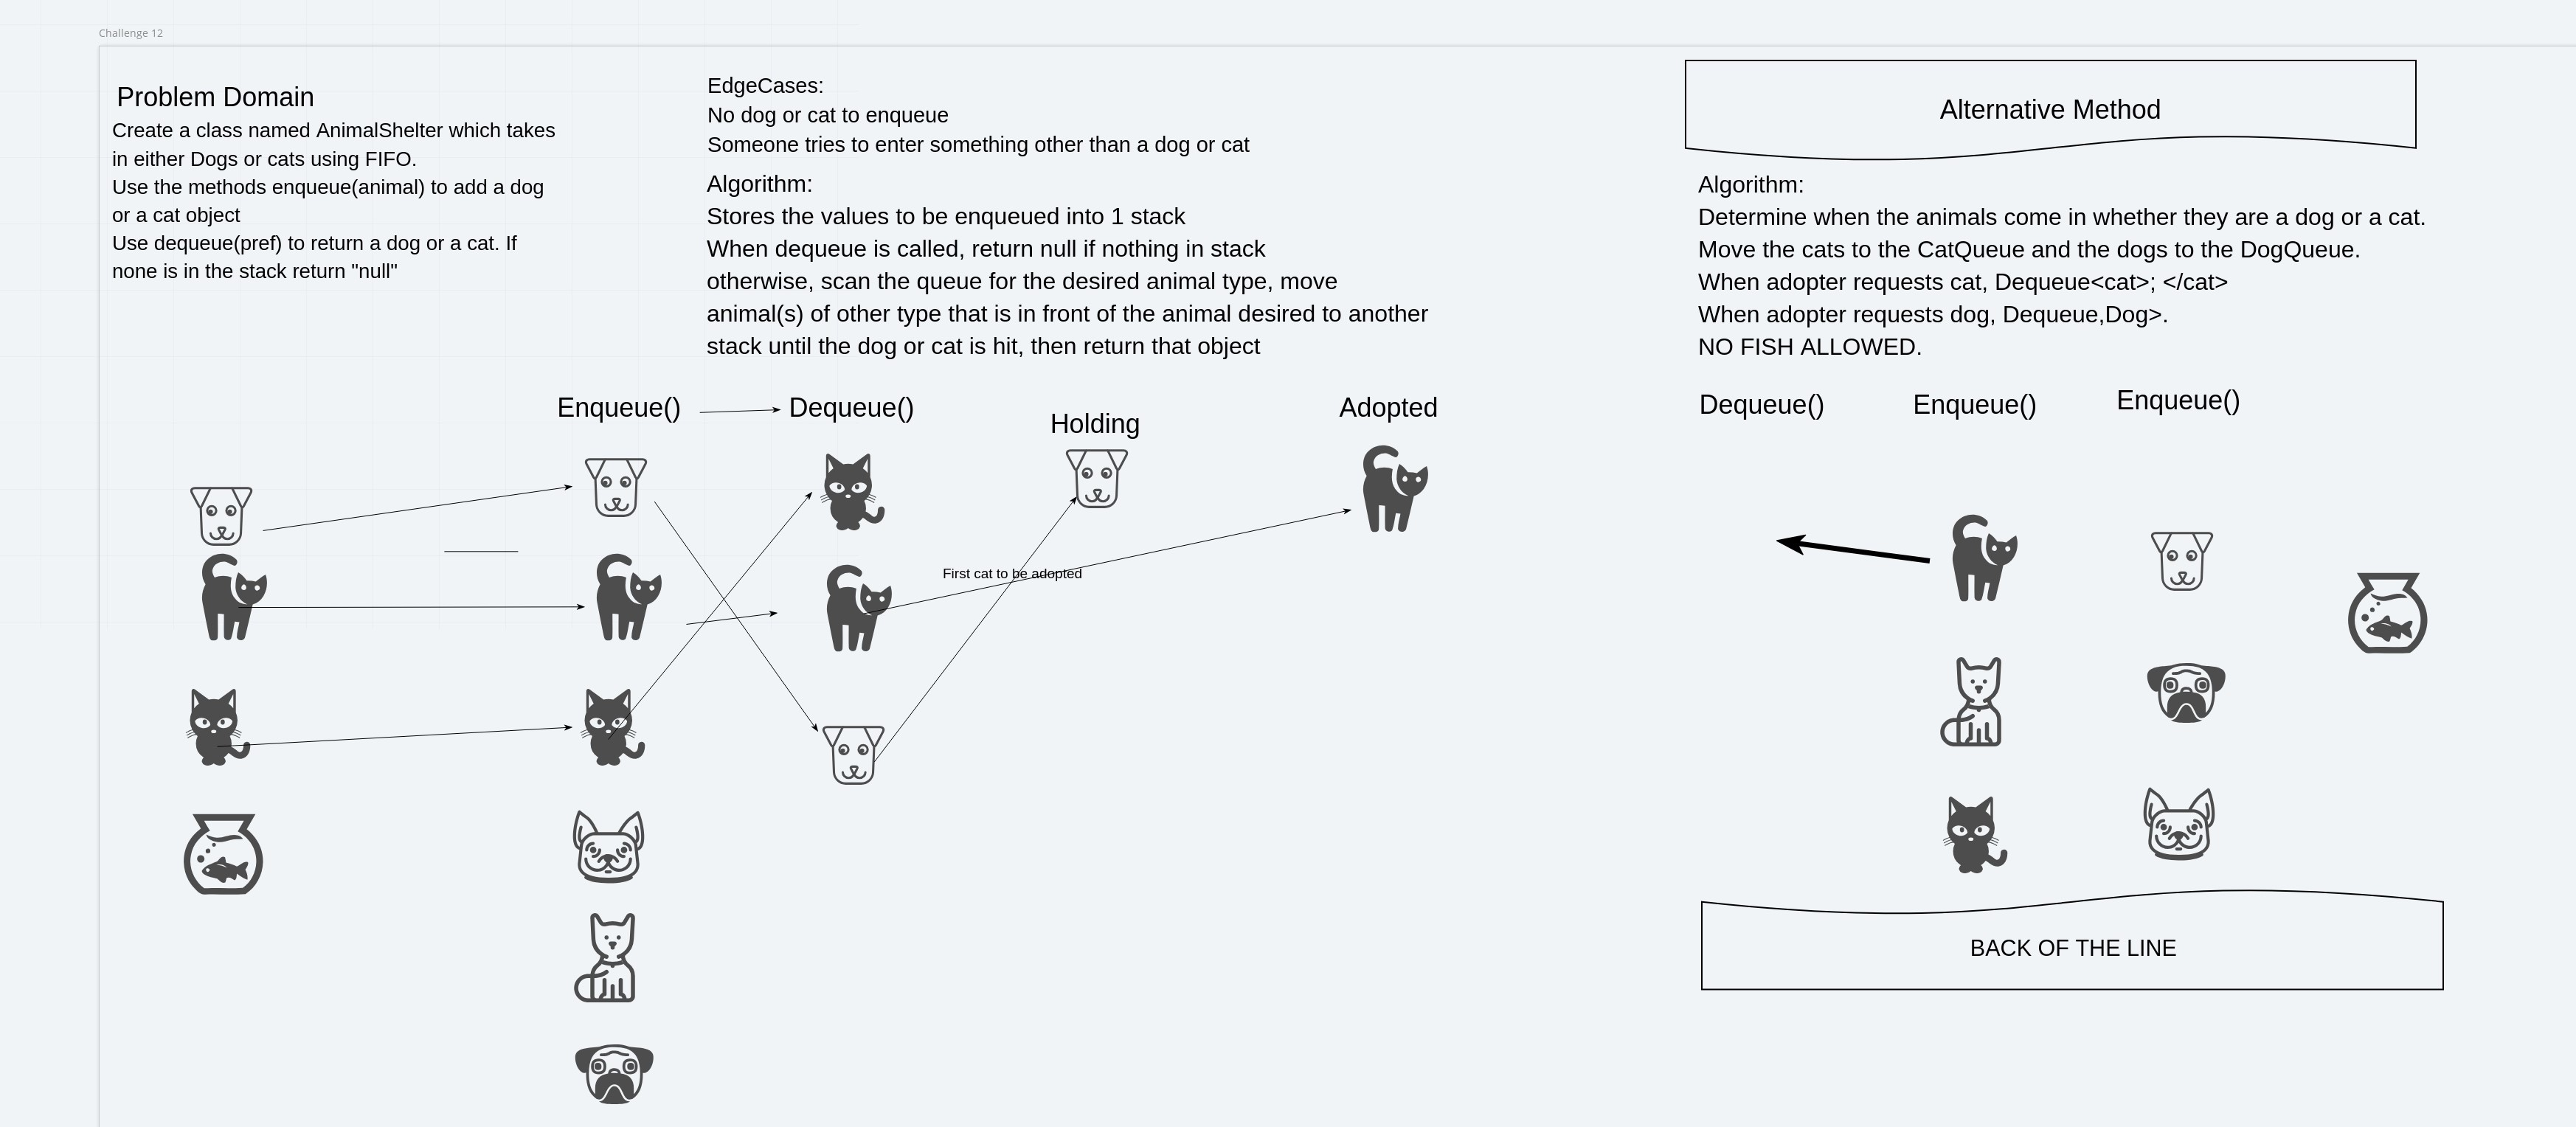 Challenge 12
Problem Domain
Create a class named AnimalShelter which takes
in either Dogs or cats using FIFO.
Use the methods enqueue(animal) to add a dog
or a cat object
Use dequeue(pref) to return a dog or a cat. If
none is in the stack return "null"
EdgeCases:
No dog or cat to enqueue
Someone tries to enter something other than a dog or cat
Algorithm:
Stores the values to be enqueued into 1 stack
When dequeue is called, return null if nothing in stack
otherwise, scan the queue for the desired animal type, move
animal(s) of other type that is in front of the animal desired to another
stack until the dog or cat is hit, then return that object
Enqueue()
Dequeue()
Holding
Adopted
First cat to be adopted
Alternative Method
Algorithm:
Determine when the animals come in whether they are a dog or a cat.
Move the cats to the CatQueue and the dogs to the DogQueue.
When adopter requests cat, Dequeue<cat>; </cat>
When adopter requests dog, Dequeue,Dog>.
NO FISH ALLOWED.
Dequeue()
Enqueue()
Enqueue()
BACK OF THE LINE